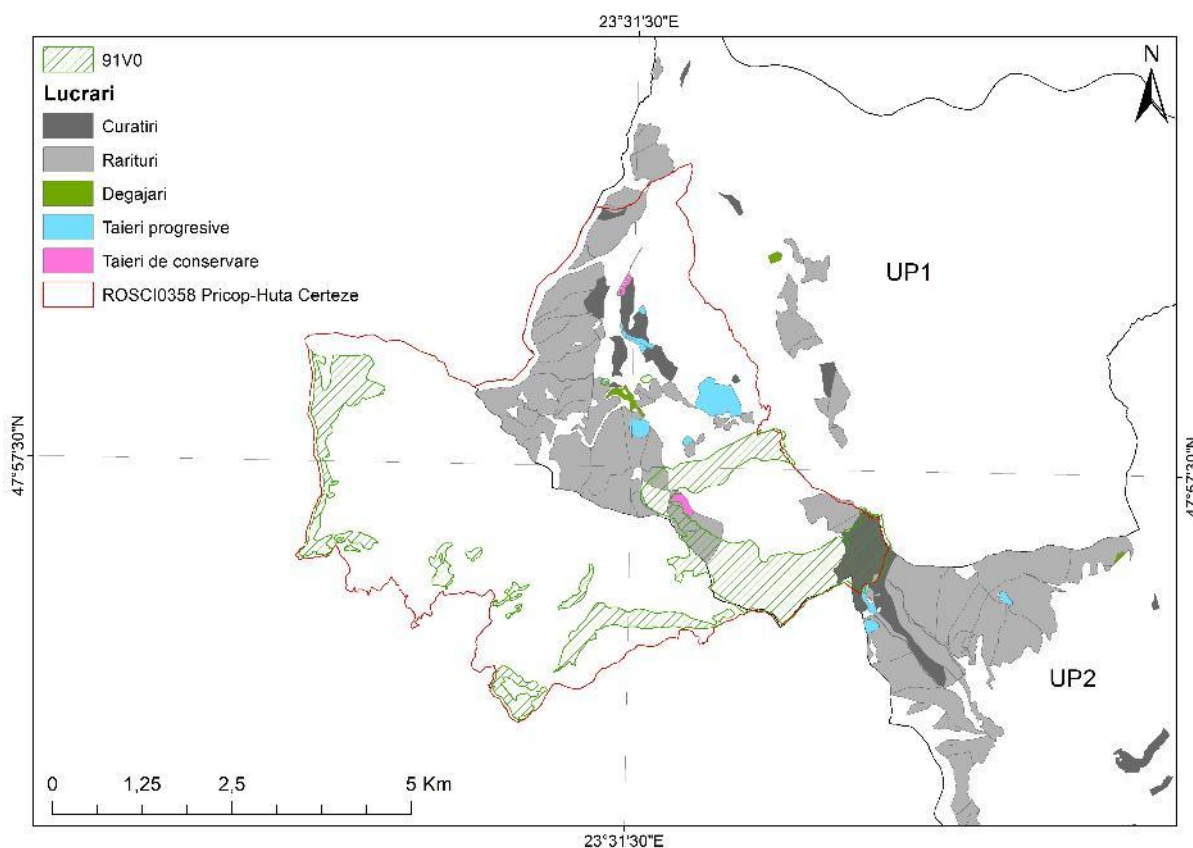 23°31'30"E
91V0
Lucrari
Curatiri
Rarituri
Degajari
Taieri progresive
Taieri de conservare
ROSCI0358 Pricop-Huta Certeze
N
UP1
47°57'30"N
47°57'30"N
UP2
0 1,25 2,5 5 Km
23°31'30"E